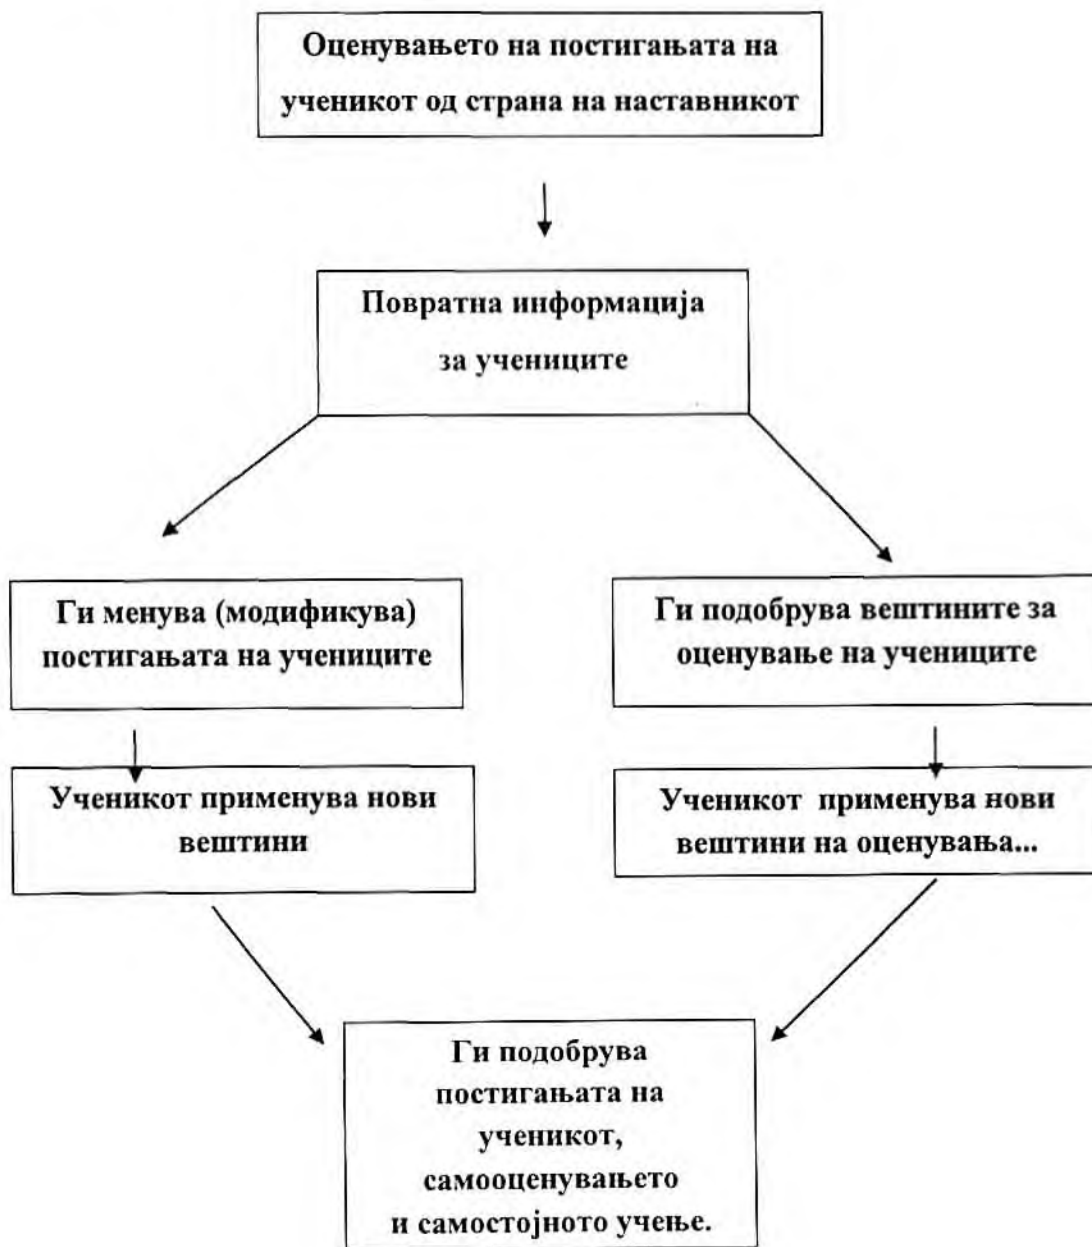 Оценувањето на постигањата на
ученикот од страна на наставникот
Повратна информација
за учениците
Ги менува (модификува)
постигањата на учениците
Ги подобрува вештините за
оценување на учениците
Ученикот применува нови
вештини
Ученикот применува нови
вештини на оценувања...
Ги подобрува
постигањата на
ученикот,
самооценувањето
и самостојното учење.